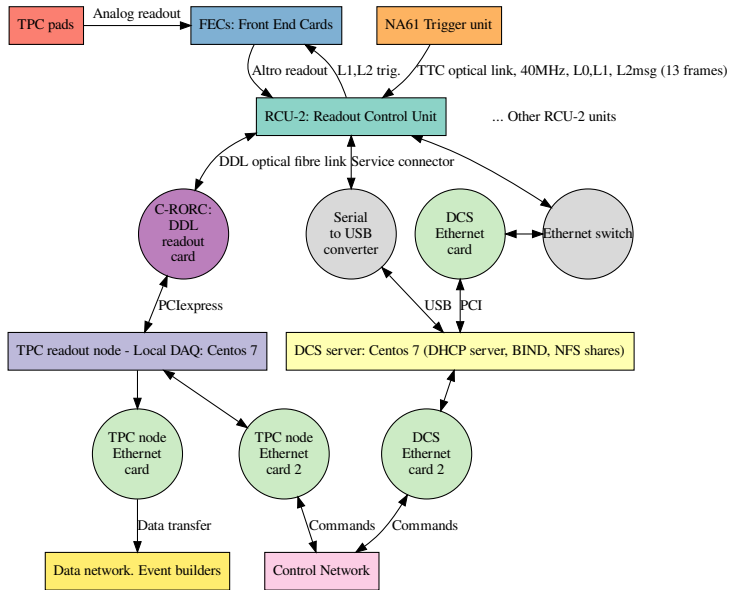 Analog readout
TPC pads
FECs: Front End Cards
NA61 Trigger unit
Altro readout
L1,L2 trig.
TTC optical link, 40MHz, L0,L1, L2msg (13 frames)
RCU-2: Readout Control Unit
... Other RCU-2 units
DDL optical fibre link
Service connector
C-RORC:
DDL
readout
card
Serial
to USB
converter
DCS
Ethernet
card
Ethernet switch
PCIexpress
USB
PCI
TPC readout node - Local DAQ: Centos 7
DCS server: Centos 7 (DHCP server, BIND, NFS shares)
TPC node
Ethernet
card
TPC node
Ethernet
card 2
DCS
Ethernet
card 2
Data transfer
Commands
Commands
Data network. Event builders
Control Network